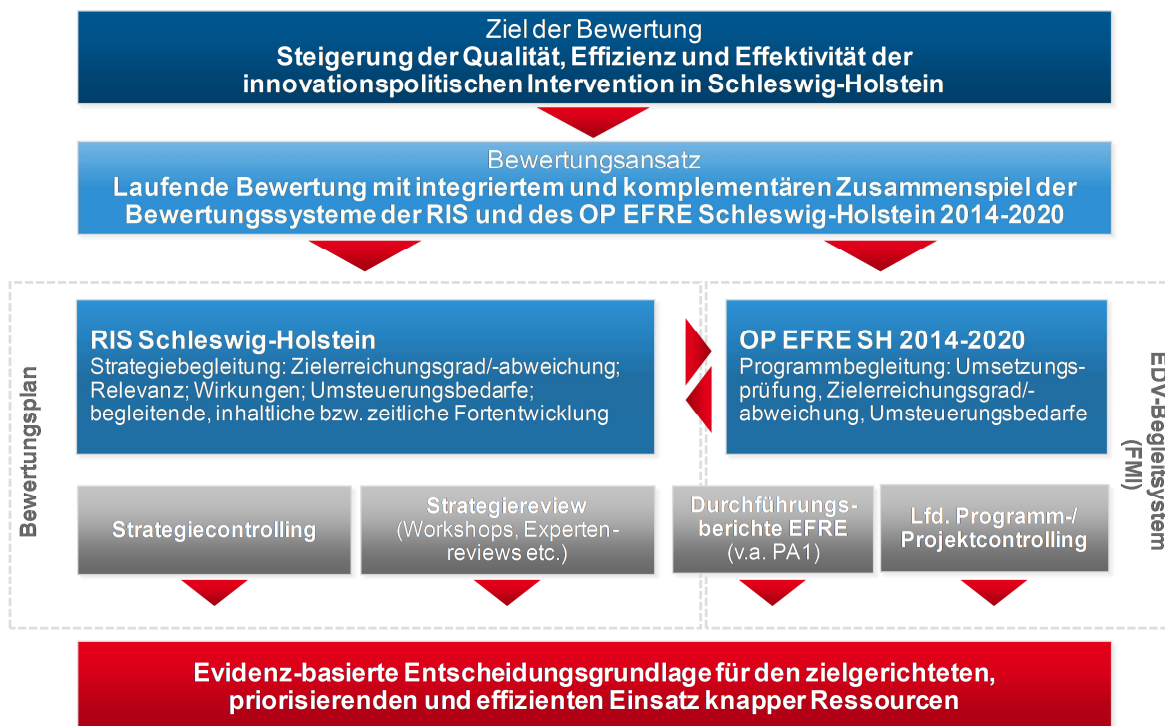 Ziel der Bewertung
Steigerung der Qualität, Effizienz und Effektivität der
innovationspolitischen Intervention in Schleswig-Holstein
Bewertungsansatz
Laufende Bewertung mit integriertem und komplementären Zusammenspiel der
Bewertungssysteme der RIS und des OP EFRE Schleswig-Holstein 2014-2020
Bewertungsplan
RIS Schleswig-Holstein
Strategiebegleitung: Zielerreichungsgrad/-abweichung;
Relevanz; Wirkungen; Umsteuerungsbedarfe;
begleitende, inhaltliche bzw. zeitliche Fortentwicklung
OP EFRE SH 2014-2020
Programmbegleitung: Umsetzungs-
prüfung, Zielerreichungsgrad/-
abweichung, Umsteuerungsbedarfe
EDV-Begleitsystem
(FMI)
Strategiecontrolling
Strategiereview
(Workshops, Experten-
reviews etc.)
Durchführungs-
berichte EFRE
(v.a. PA1)
Lfd. Programm-/
Projektcontrolling
Evidenz-basierte Entscheidungsgrundlage für den zielgerichteten,
priorisierenden und effizienten Einsatz knapper Ressourcen